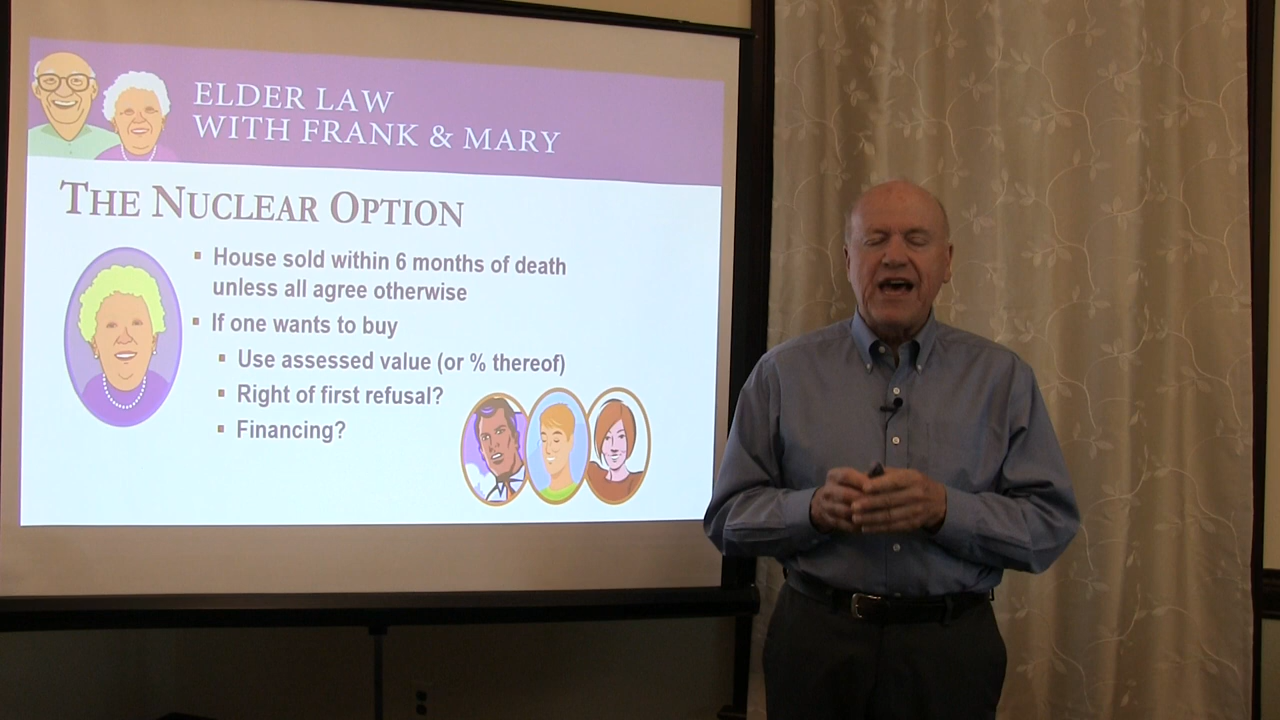 ELDER LAW
WITH FRANK & MARY
THE NUCLEAR OPTION
▪ House sold within 6 months of death
unless all agree otherwise
▪ If one wants to buy
▪ Use assessed value (or % thereof)
▪ Right of first refusal?
▪ Financing?